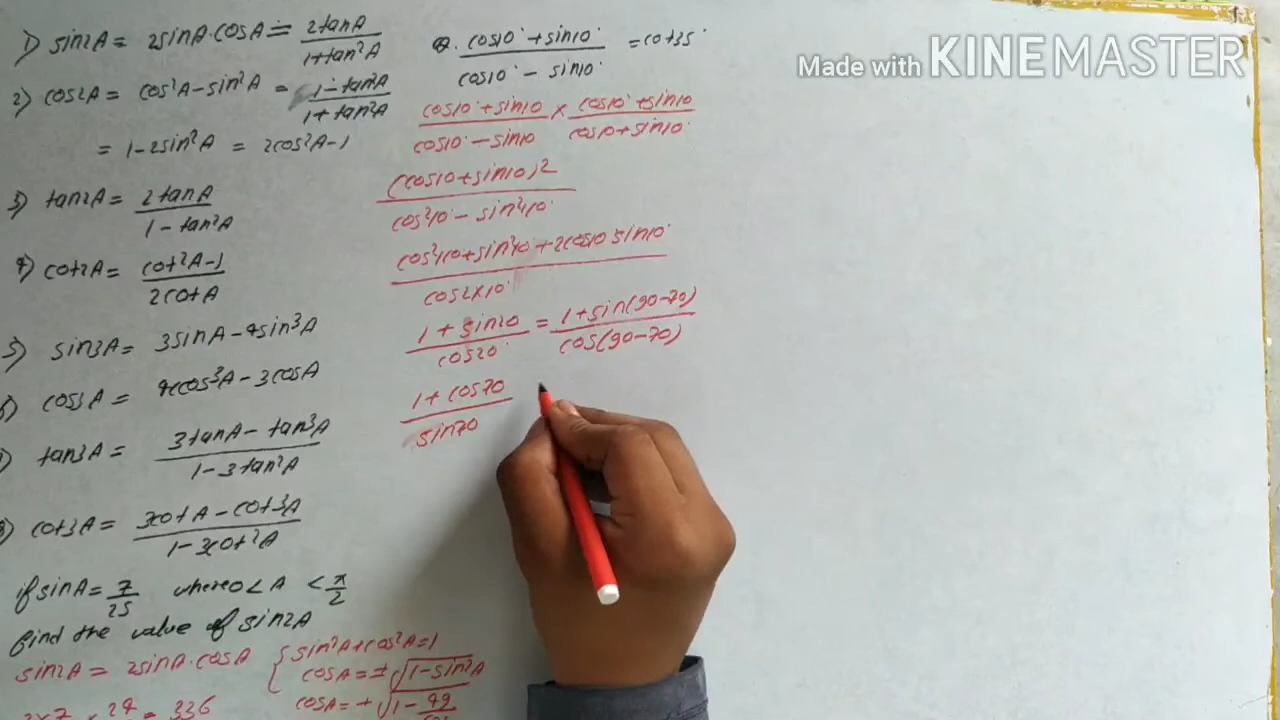 1) sin2A = 2sinA.cosA = 2tanA / 1+tan²A
2) cos2A = cos²A-sin²A = 1-tan²A / 1+tan²A
= 1-2sin²A = 2cos²A-1
3) tan2A = 2tanA / 1-tan²A
4) cot2A = cot²A-1 / 2cotA
5) sin3A = 3sinA-4sin³A
6) cos3A = 4cos³A-3cosA
tan3A = 3tanA-tan³A / 1-3tan²A
cot3A = 3cotA-cot³A / 1-3cot²A
if sinA = 7/25 where 0<A <π/2
find the value of sin2A
sin2A = 2sinA.cosA
{ sin²A+cos²A=1
cosA = ±√1-sin²A
cosA = +√1-49
= 336
Q. cos10°+sin10° / cos10°-sin10° = cot35°
cos10°+sin10 / cos10°-sin10 × cos10°+sin10 / cos10+sin10°
(cos10+sin10)2 / cos²10°-sin²10°
cos²10+sin²10+2cos10 sin10° / cos2×10°
1+sin20 / cos20° = 1+sin(90-70) / cos(90-70)
1+cos70 / sin70
Made with KINEMASTER